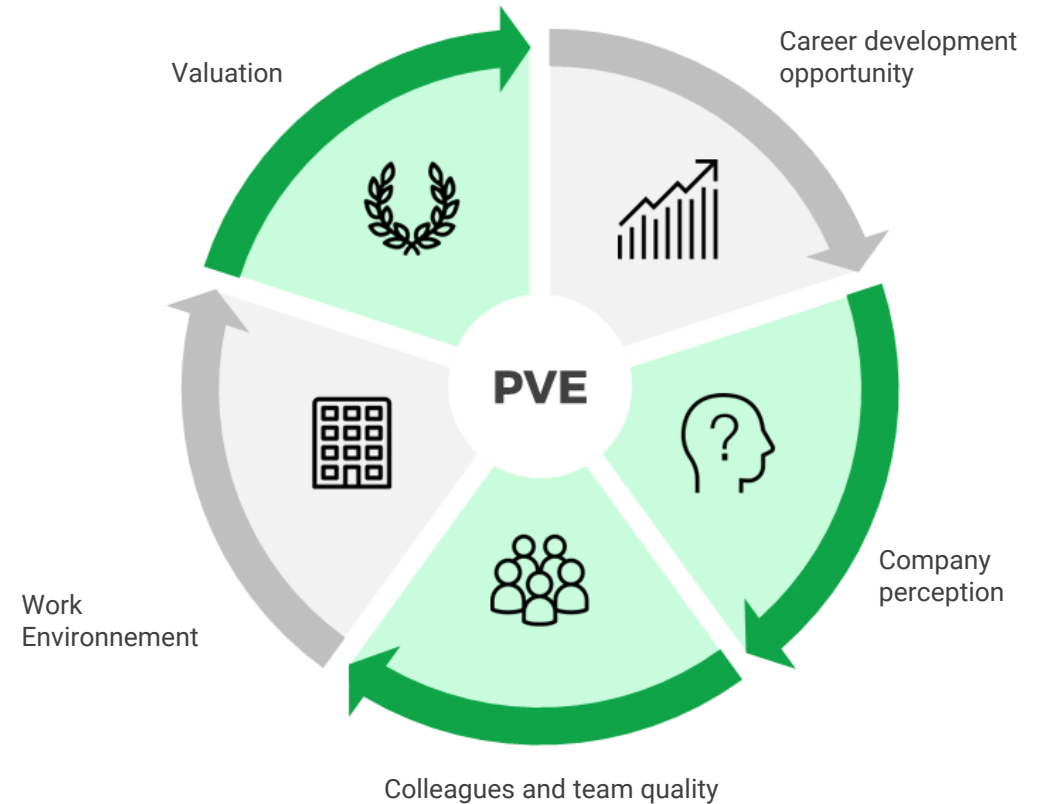 Valuation
Career development
opportunity
PVE
?
Company
perception
Work
Environnement
Colleagues and team quality